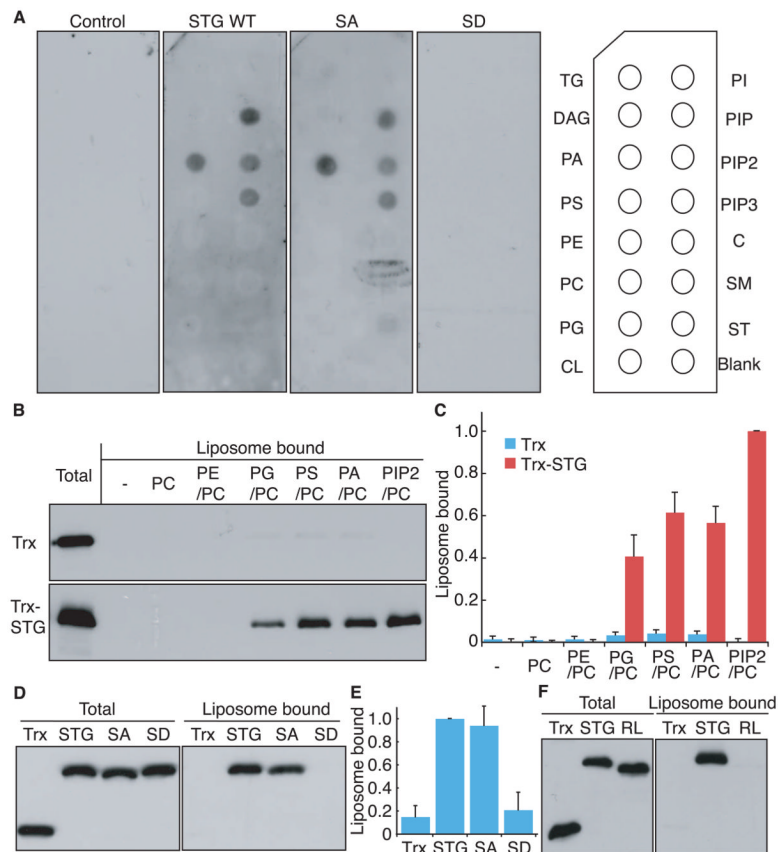 A
Control STG WT SA SD
TG PI
DAG PIP
PA PIP2
PS PIP3
PE C
PC SM
PG ST
CL Blank
B
Liposome bound
Total - PC PE/PC PG/PC PS/PC PA/PC PIP2/PC
Trx
Trx-STG
C
Liposome bound
1.0
0.8
0.6
0.4
0.2
0
Trx
Trx-STG
- PC PE/PC PG/PC PS/PC PA/PC PIP2/PC
D
Total Liposome bound
Trx STG SA SD Trx STG SA SD
E
Liposome bound
1.0
0.8
0.6
0.4
0.2
0
Trx STG SA SD
F
Total Liposome bound
Trx STG RL Trx STG RL